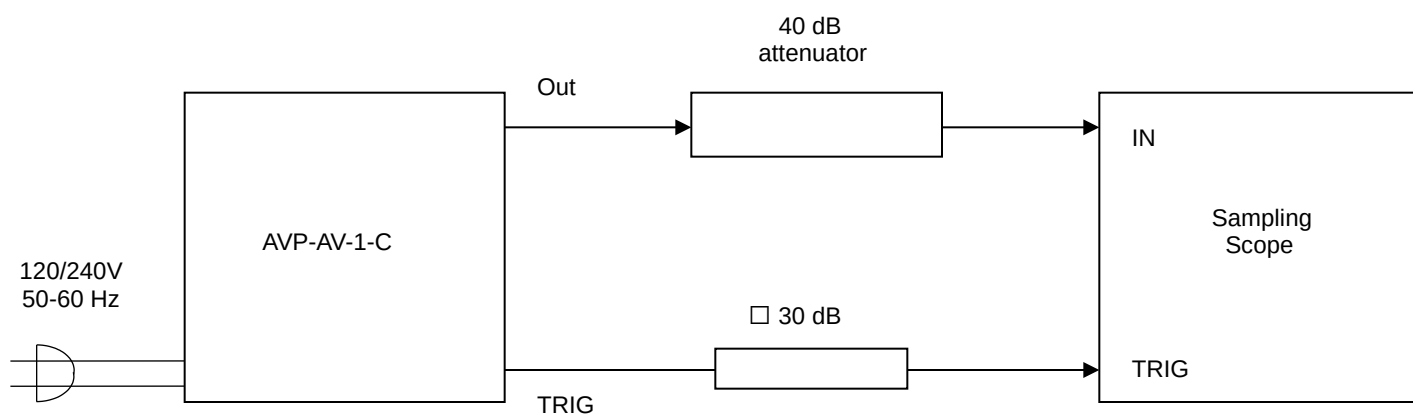 40 dB
attenuator
Out
IN
Sampling
Scope
AVP-AV-1-C
120/240V
50-60 Hz
□ 30 dB
TRIG
TRIG